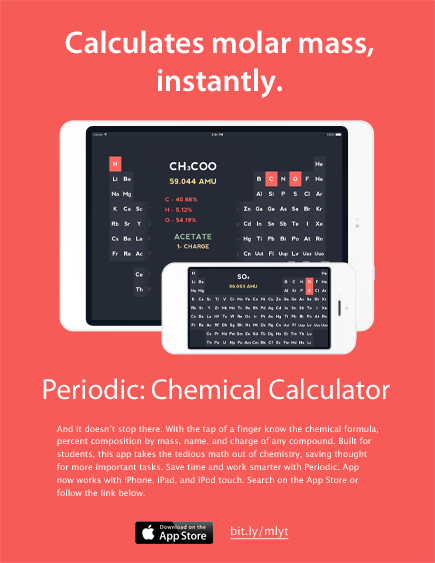 Calculates molar mass,
instantly.
H He
Li Be B C N O F Ne
Na Mg Al Si P S Cl Ar
K Ca Sc Zn Ga Ge As Se Br Kr
Rb Sr Y Cd In Sn Sb Te I Xe
Cs Ba La Hg Tl Pb Bi Po At Rn
Fr Ra Ac Cn Uut Fl Uup Lv
Ce
Th
CH₃COO
59.044 AMU
C - 40.68%
H - 5.12%
O - 54.19%
ACETATE
1- CHARGE
SO₄
96.063 AMU
Periodic: Chemical Calculator
And it doesn't stop there. With the tap of a finger know the chemical formula,
percent composition by mass, name, and charge of any compound. Built for
students, this app takes the tedious math out of chemistry, saving thought
for more important tasks. Save time and work smarter with Periodic. App
now works with iPhone, iPad, and iPod touch. Search on the App Store or
follow the link below.
Download on the
App Store
bit.ly/mlyt